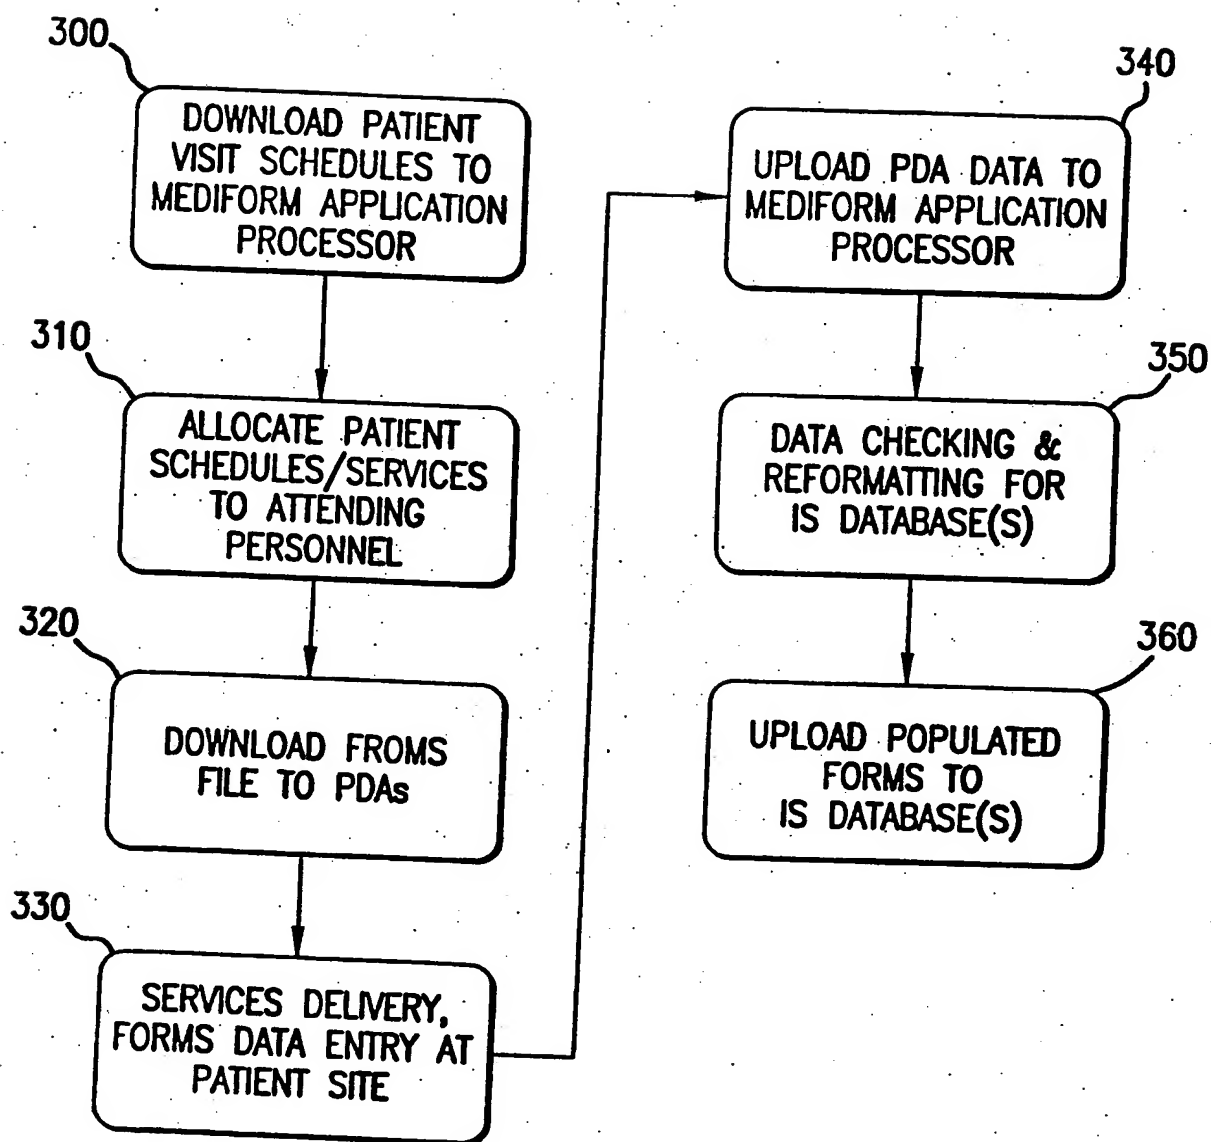 300
DOWNLOAD PATIENT
VISIT SCHEDULES TO
MEDIFORM APPLICATION
PROCESSOR
310
ALLOCATE PATIENT
SCHEDULES/SERVICES
TO ATTENDING
PERSONNEL
320
DOWNLOAD FROMS
FILE TO PDAs
330
SERVICES DELIVERY,
FORMS DATA ENTRY AT
PATIENT SITE
340
UPLOAD PDA DATA TO
MEDIFORM APPLICATION
PROCESSOR
350
DATA CHECKING &
REFORMATTING FOR
IS DATABASE(S)
360
UPLOAD POPULATED
FORMS TO
IS DATABASE(S)